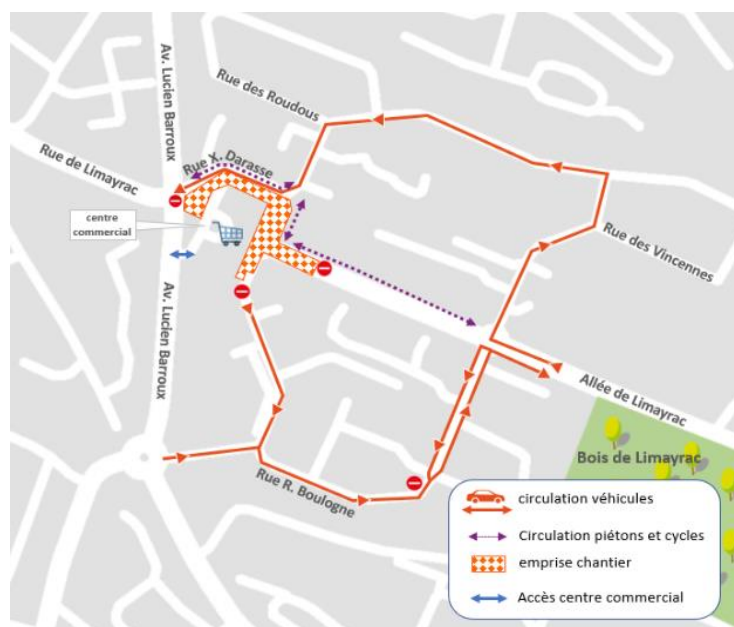 Av. Lucien Barroux
Rue des Roudous
Rue de Limayrac
Rue X. Darasse
centre
commercial
Rue des Vincennes
Av. Lucien Barroux
Allée de Limayrac
Bois de Limayrac
Rue R. Boulogne
circulation véhicules
Circulation piétons et cycles
emprise chantier
Accès centre commercial